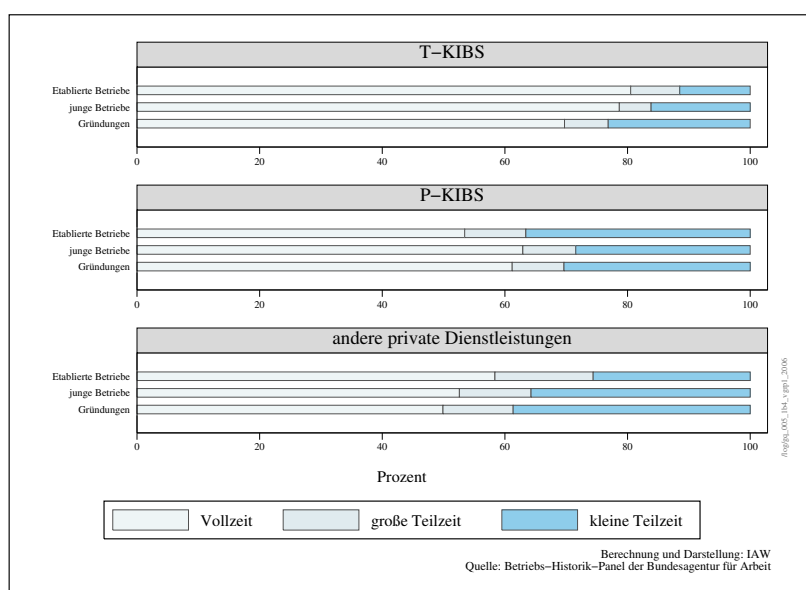 T−KIBS
Etablierte Betriebe
junge Betriebe
Gründungen
0 20 40 60 80 100
P−KIBS
Etablierte Betriebe
junge Betriebe
Gründungen
0 20 40 60 80 100
andere private Dienstleistungen
Etablierte Betriebe
junge Betriebe
Gründungen
0 20 40 60 80 100
Prozent
Vollzeit große Teilzeit kleine Teilzeit
Berechnung und Darstellung: IAW
Quelle: Betriebs−Historik−Panel der Bundesagentur für Arbeit